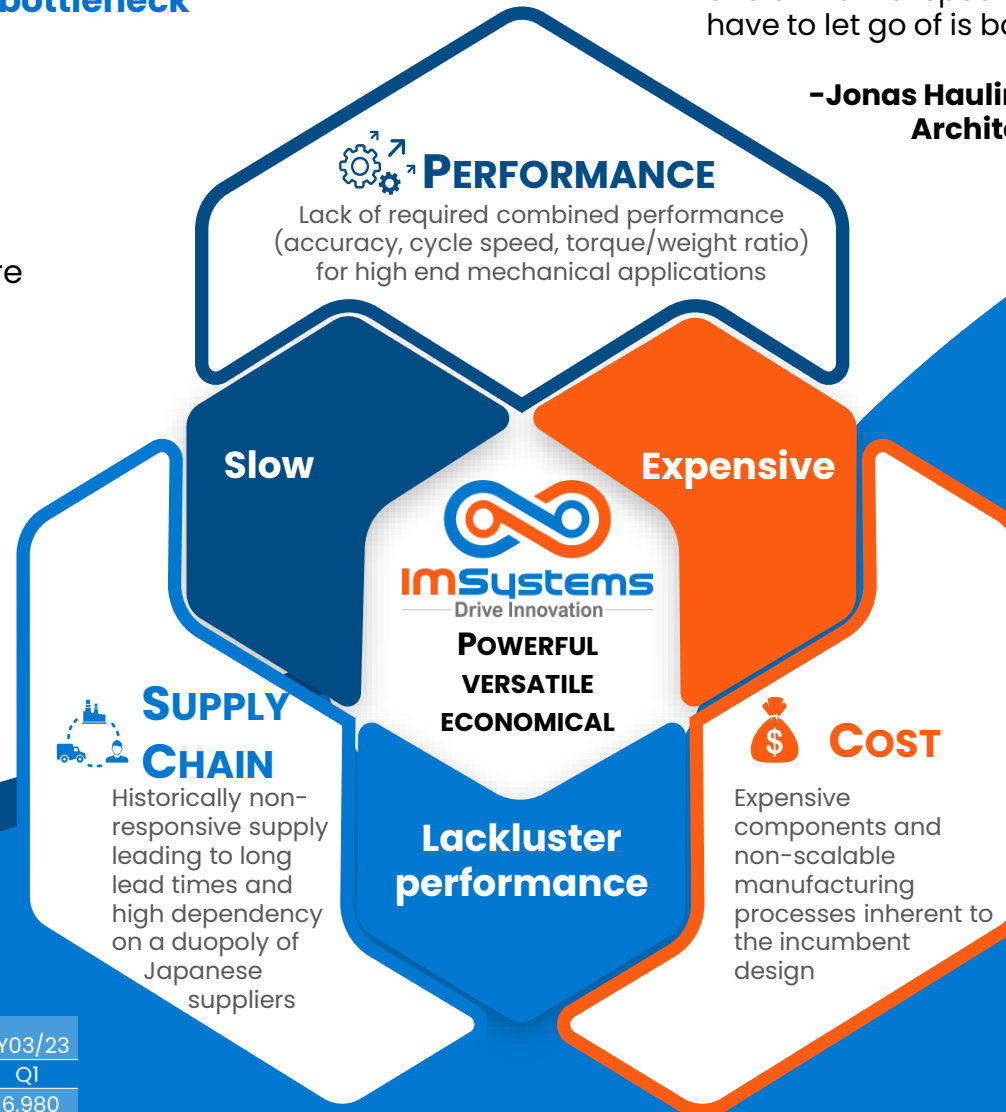 bottleneck
have to let go of is
Archit
-Jonas
PERFORMANCE
Lack of required combined performance
(accuracy, cycle speed, torque/weight ratio)
for high end mechanical applications
Slow
Expensive
ImSystems
Drive Innovation
POWERFUL
VERSATILE
ECONOMICAL
SUPPLY
CHAIN
Historically non-
responsive supply
leading to long
lead times and
high dependency
on a duopoly of
Japanese
suppliers
Lackluster
performance
$
COST
Expensive
components and
non-scalable
manufacturing
processes inherent to
the incumbent
design
Y03/23
Q1
6,980